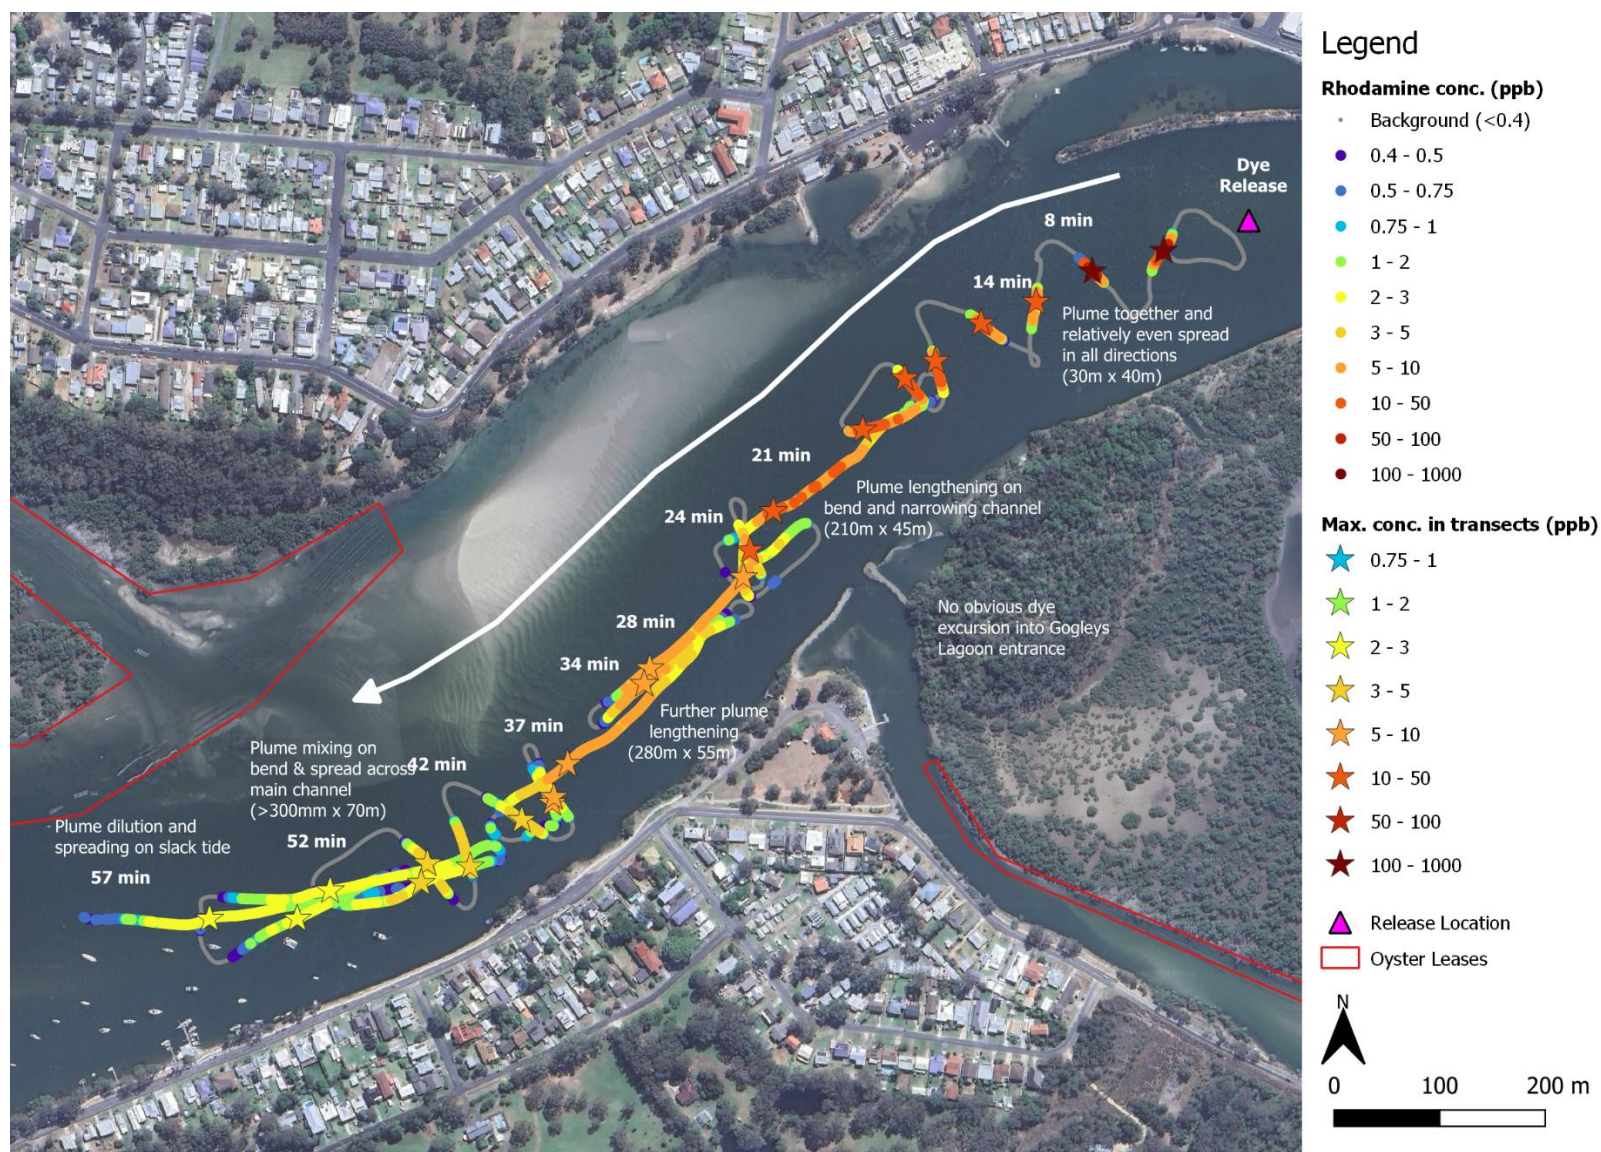 Dye
Release
8 min
14 min
Plume together and
relatively even spread
in all directions
(30m x 40m)
21 min
Plume lengthening on
bend and narrowing channel
(210m x 45m)
24 min
No obvious dye
excursion into Gogleys
Lagoon entrance
28 min
34 min
Further plume
lengthening
(280m x 55m)
37 min
Plume mixing on
bend & spread across
main channel
(>300mm x 70m)
42 min
Plume dilution and
spreading on slack tide
52 min
57 min
Legend
Rhodamine conc. (ppb)
Background (<0.4)
0.4 - 0.5
0.5 - 0.75
0.75 - 1
1 - 2
2 - 3
3 - 5
5 - 10
10 - 50
50 - 100
100 - 1000
Max. conc. in transects (ppb)
0.75 - 1
1 - 2
2 - 3
3 - 5
5 - 10
10 - 50
50 - 100
100 - 1000
Release Location
Oyster Leases
N
0 100 200 m